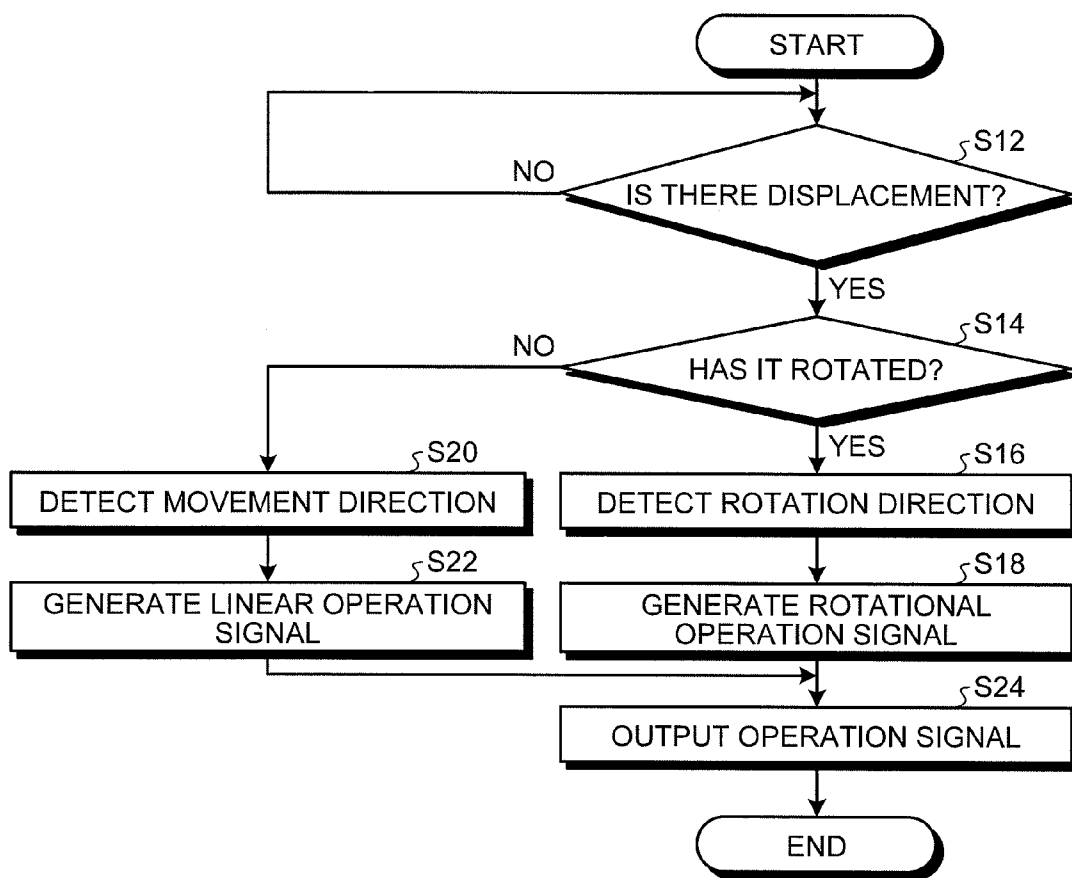 START
S12
NO
IS THERE DISPLACEMENT?
YES
S14
NO
HAS IT ROTATED?
YES
S20
S16
DETECT MOVEMENT DIRECTION
DETECT ROTATION DIRECTION
S22
S18
GENERATE LINEAR OPERATION
SIGNAL
GENERATE ROTATIONAL
OPERATION SIGNAL
S24
OUTPUT OPERATION SIGNAL
END